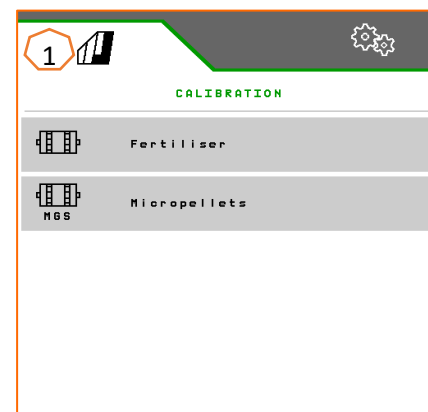 1
CALIBRATION
Fertiliser
MGS
Micropellets